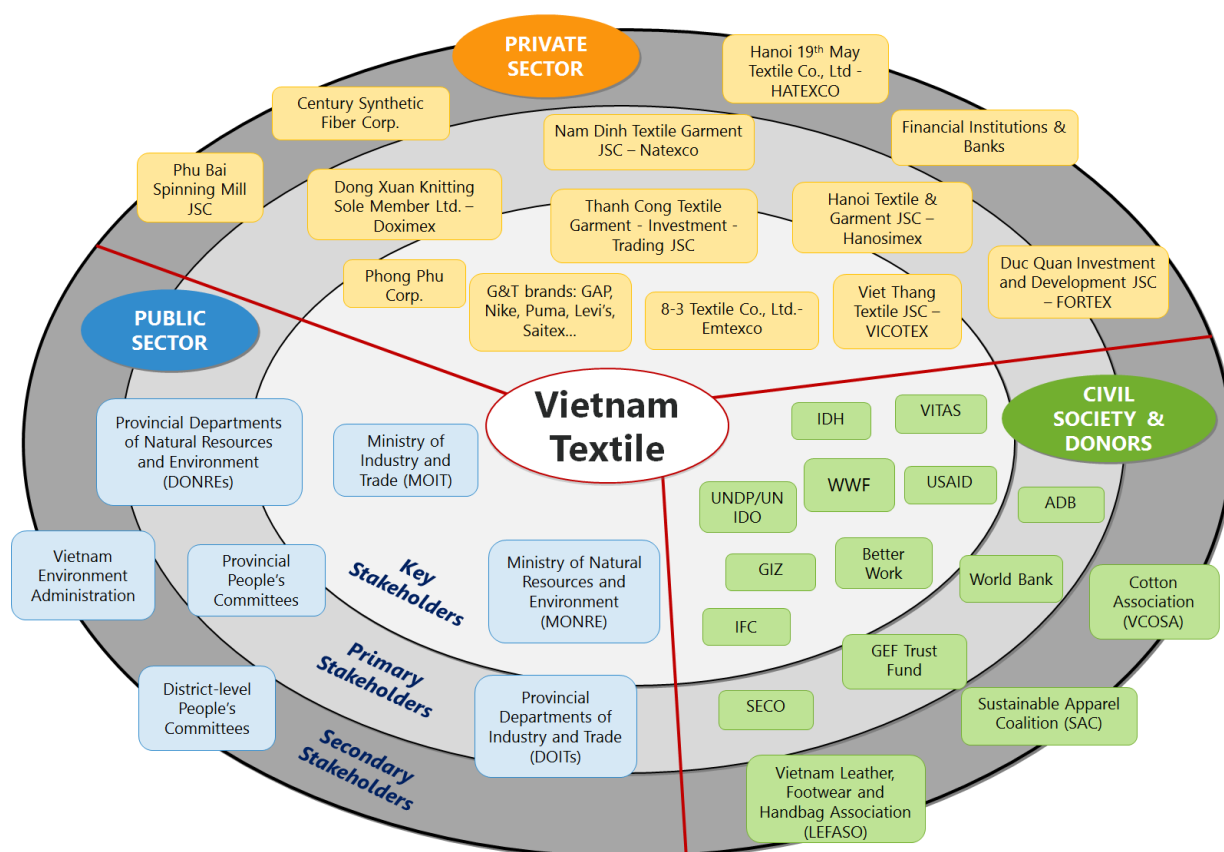 PRIVATE
SECTOR
Hanoi 19th May
Textile Co., Ltd -
HATEXCO
Century Synthetic
Fiber Corp.
Nam Dinh Textile Garment
JSC – Natexco
Financial Institutions &
Banks
Phu Bai
Spinning Mill
JSC
Dong Xuan Knitting
Sole Member Ltd. –
Doximex
Thanh Cong Textile
Garment - Investment -
Trading JSC
Hanoi Textile &
Garment JSC –
Hanosimex
Phong Phu
Corp.
G&T brands: GAP,
Nike, Puma, Levi's,
Saitex...
8-3 Textile Co., Ltd.-
Emtexco
Viet Thang
Textile JSC –
VICOTEX
Duc Quan Investment
and Development JSC
– FORTEX
PUBLIC
SECTOR
Vietnam
Textile
CIVIL
SOCIETY &
DONORS
Provincial Departments
of Natural Resources
and Environment
(DONREs)
Ministry of
Industry and
Trade (MOIT)
IDH
VITAS
UNDP/UN
IDO
WWF
USAID
ADB
Vietnam
Environment
Administration
Provincial
People's
Committees
Key
Stakeholders
Ministry of Natural
Resources and
Environment
(MONRE)
GIZ
Better
Work
World Bank
Cotton
Association
(VCOSA)
IFC
GEF Trust
Fund
Primary
Stakeholders
District-level
People's
Committees
Provincial
Departments of
Industry and Trade
(DOITs)
SECO
Sustainable Apparel
Coalition (SAC)
Secondary
Stakeholders
Vietnam Leather,
Footwear and
Handbag Association
(LEFASO)